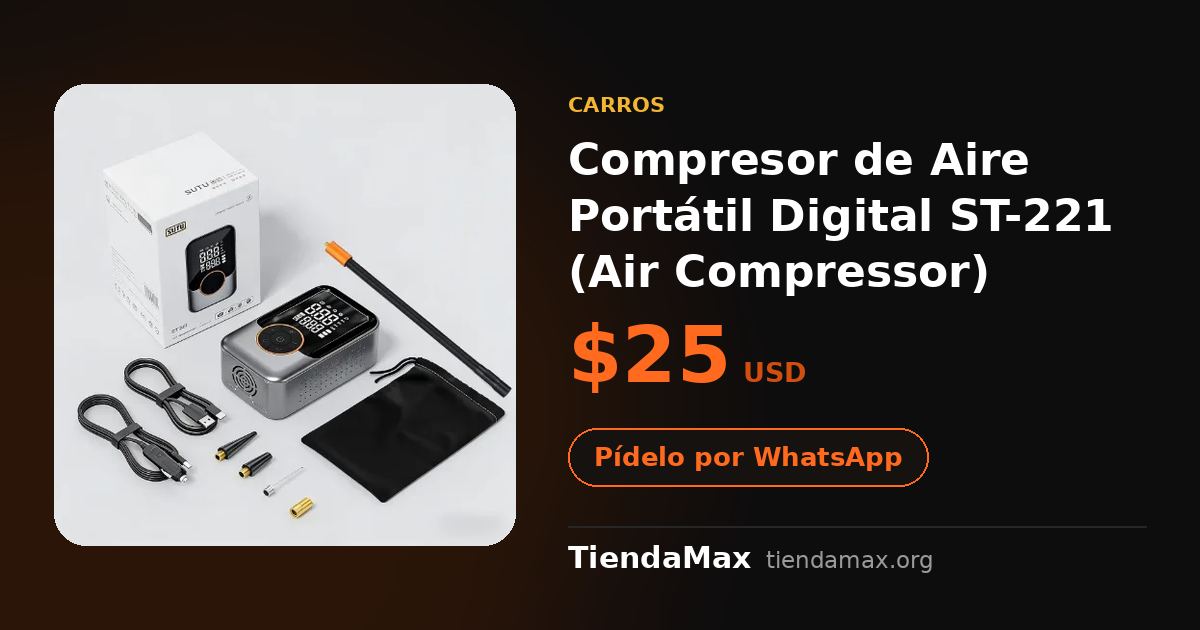 CARROS
Compresor de Aire
Portátil Digital ST-221
(Air Compressor)
$25 USD
Pídelo por WhatsApp
TiendaMax tiendamax.org
SUTU
SUTU